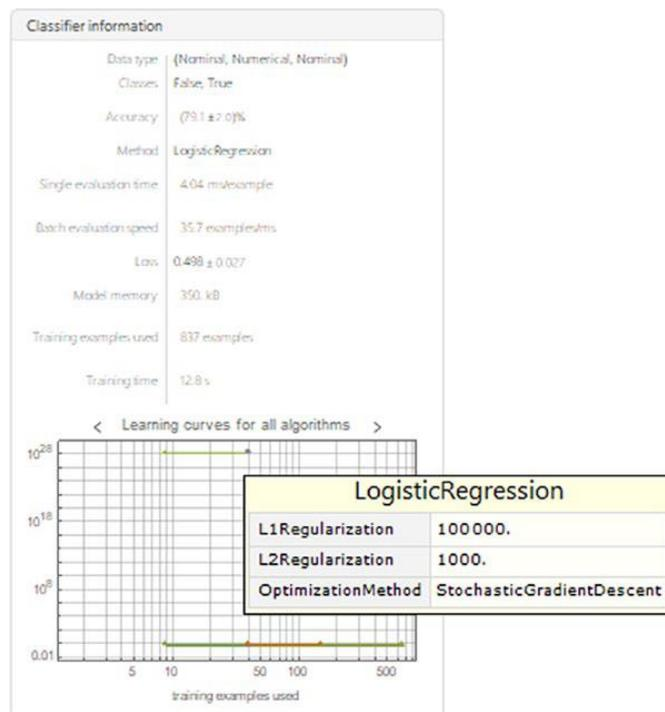 Classifier information
Data type (Nominal, Numerical, Nominal)
Classes False, True
Accuracy (79.1 ± 2.0)%
Method LogisticRegression
Single evaluation time 4.04 ms/example
Batch evaluation speed 35.7 examples/ms
Loss 0.498 ± 0.027
Model memory 350. kB
Training examples used 837 examples
Training time 12.8 s
< Learning curves for all algorithms >
10^28
10^18
10^8
0.01
5 10 50 100 500
training examples used
LogisticRegression
L1Regularization 100000.
L2Regularization 1000.
OptimizationMethod StochasticGradientDescent